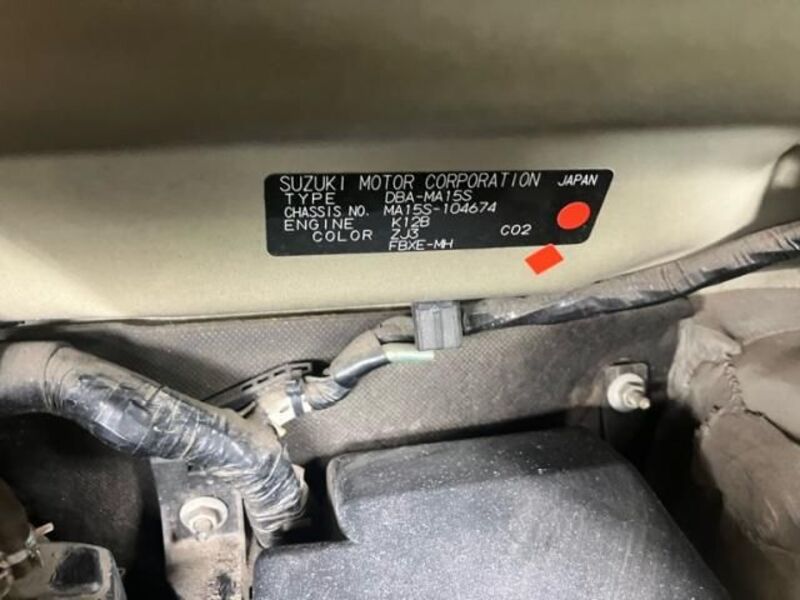 SUZUKI MOTOR CORPORATION JAPAN
TYPE DBA-MA15S
CHASSIS NO. MA15S-104674
ENGINE K12B
COLOR ZJ3 C02
FBXE-MH